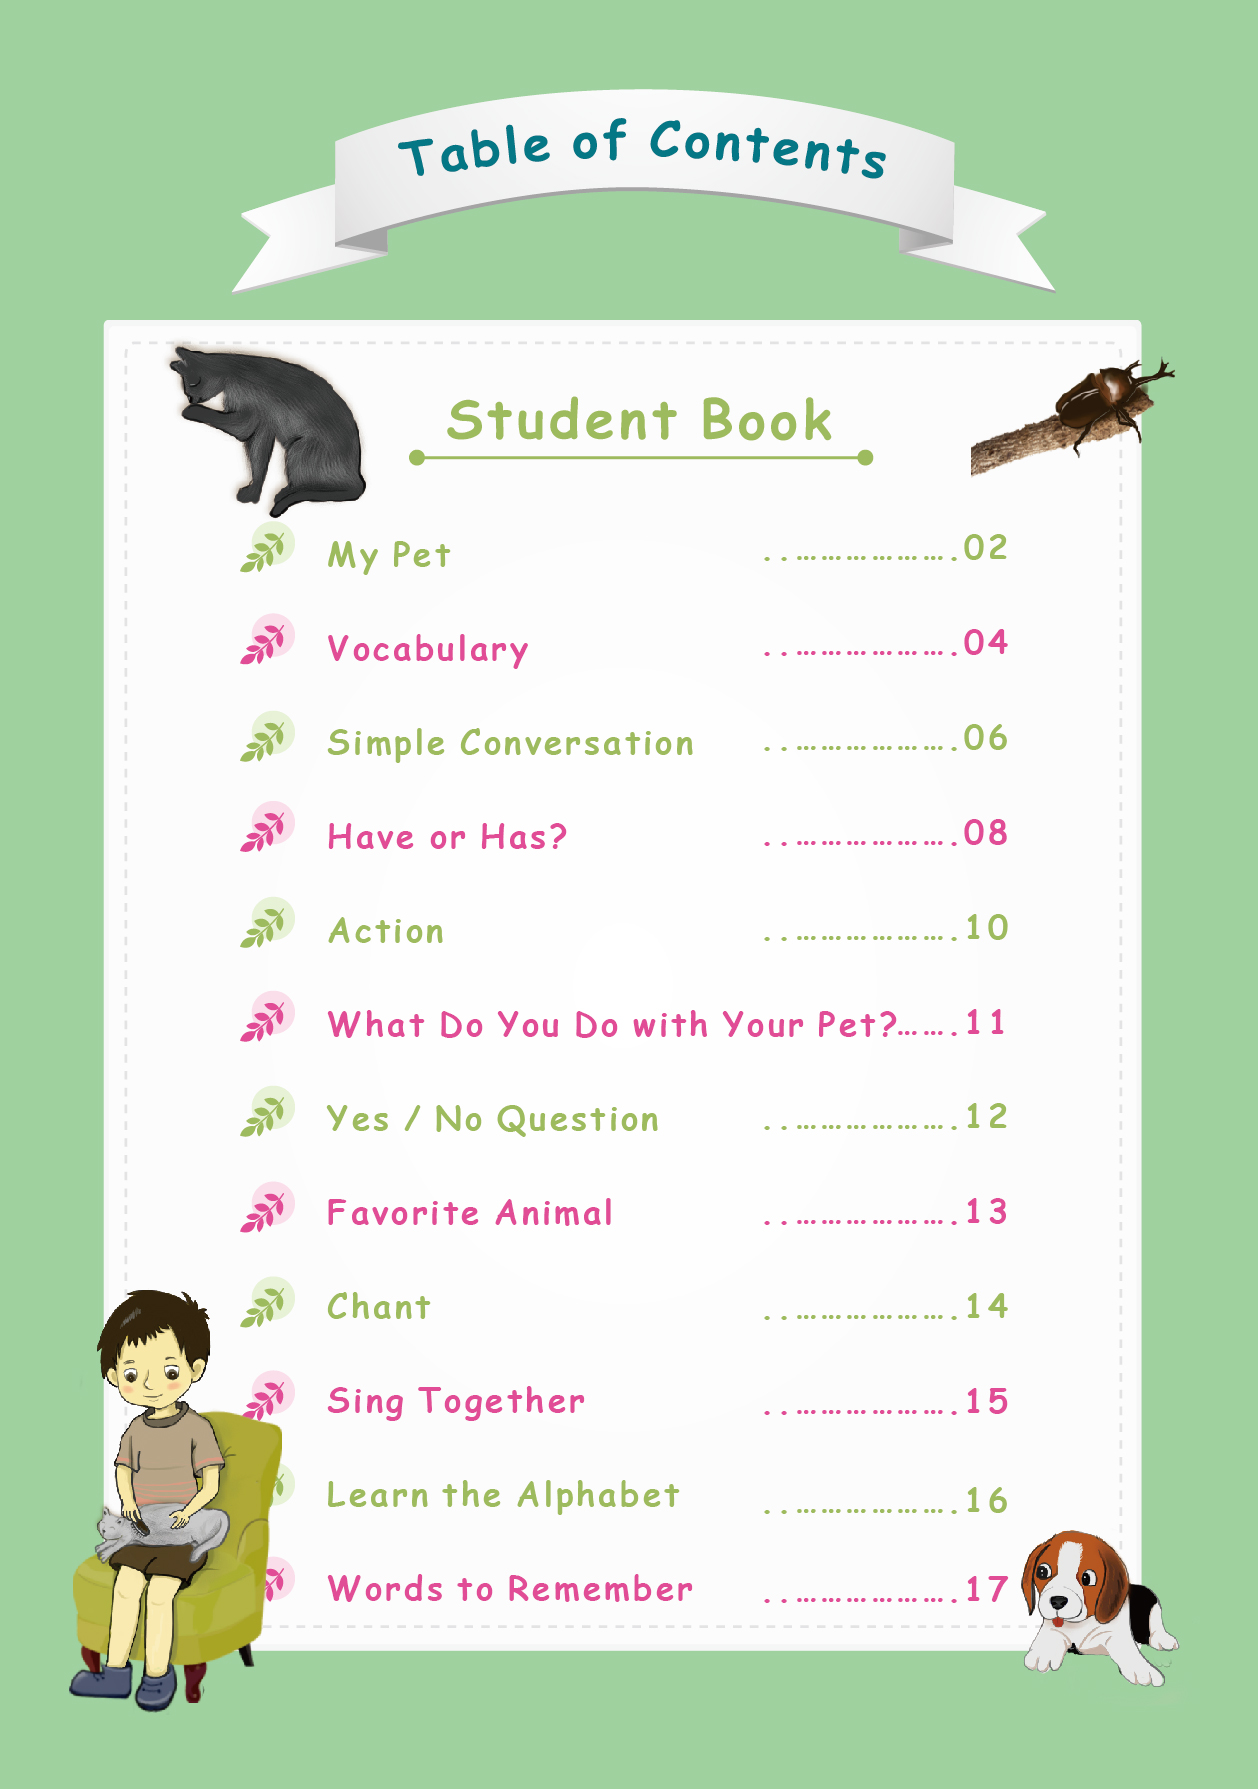 Table of Contents
Student Book
My Pet ..………………….02
Vocabulary ..………………….04
Simple Conversation ..………………….06
Have or Has? ..………………….08
Action ..………………….10
What Do You Do with Your Pet?…….11
Yes / No Question ..………………….12
Favorite Animal ..………………….13
Chant ..………………….14
Sing Together ..………………….15
Learn the Alphabet ..………………….16
Words to Remember ..………………….17